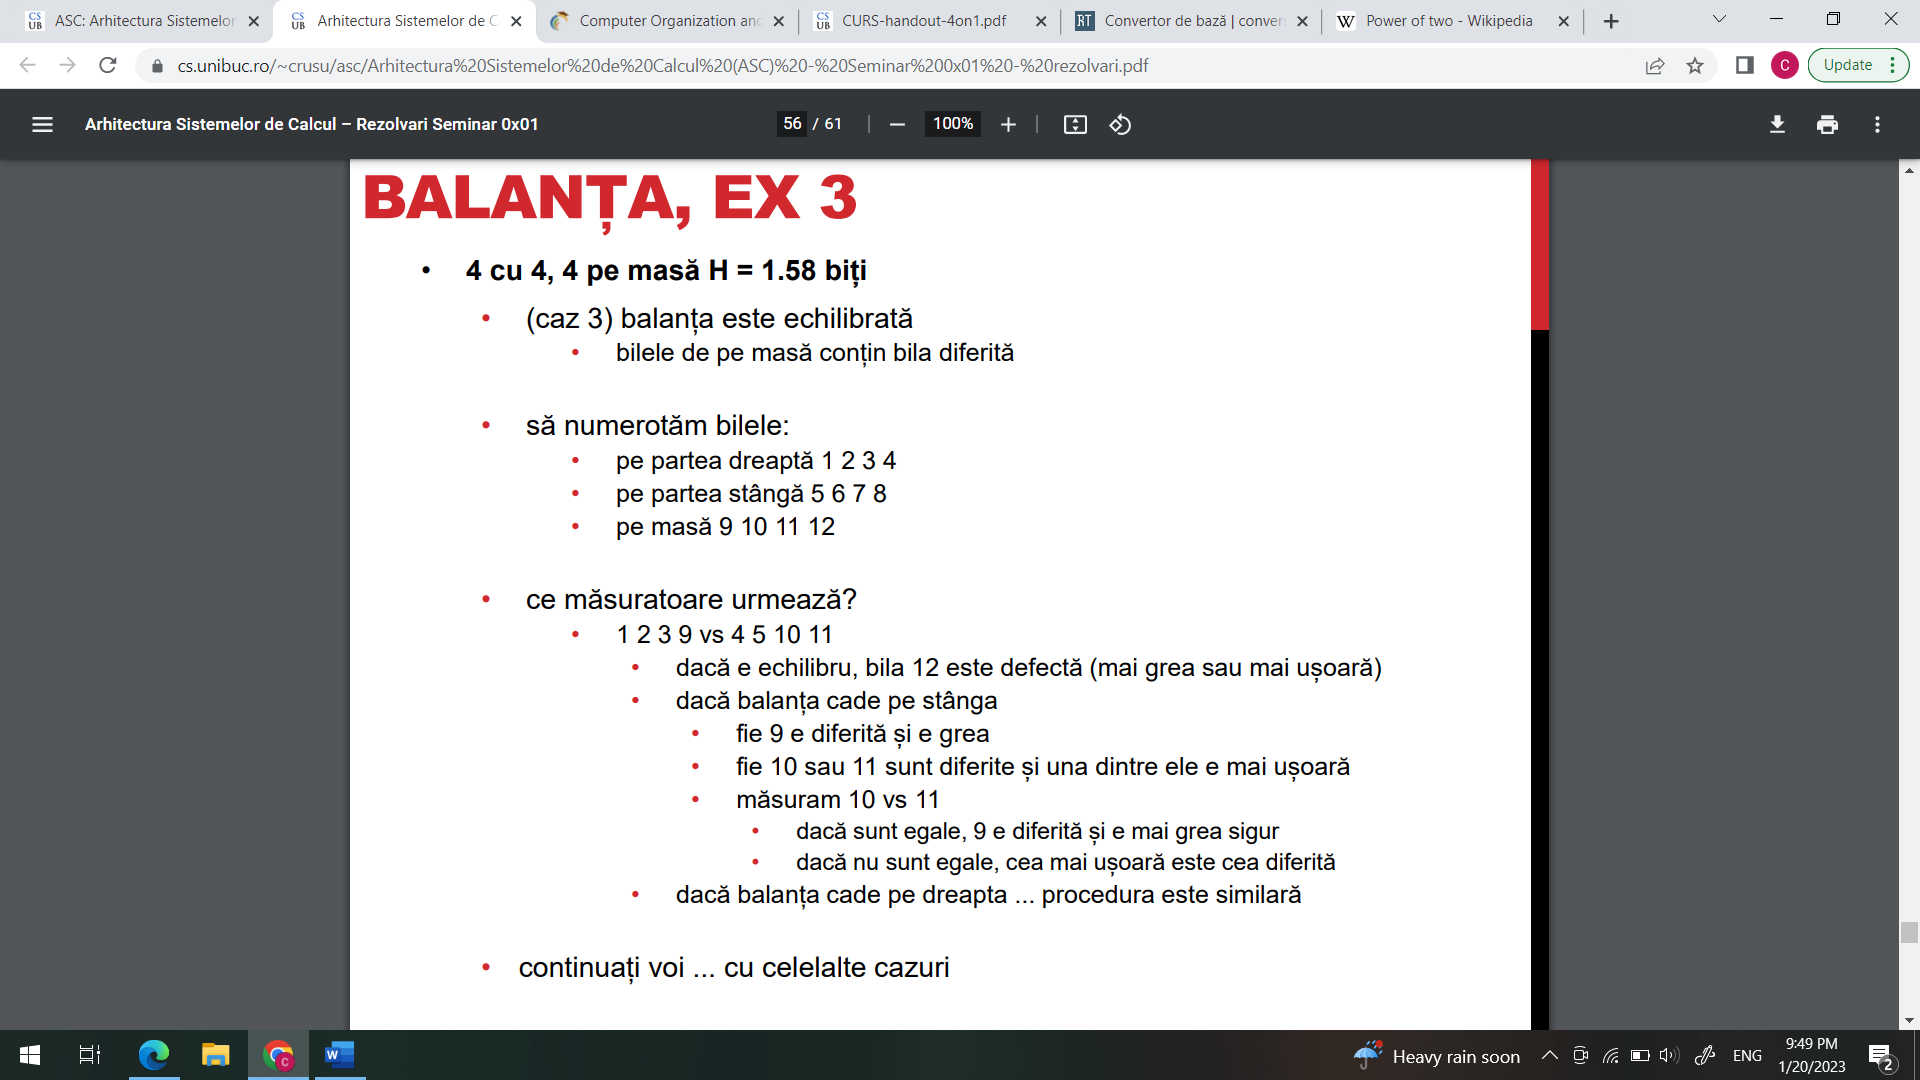 ASC: Arhitectura Sistemelor
Arhitectura Sistemelor de C
Computer Organization and
CURS-handout-4on1.pdf
RT
Convertor de bază | conver
W
Power of two - Wikipedia
cs.unibuc.ro/~crusu/asc/Arhitectura%20Sistemelor%20de%20Calcul%20(ASC)%20-%20Seminar%200x01%20-%20rezolvari.pdf
C
Update
Arhitectura Sistemelor de Calcul – Rezolvari Seminar 0x01
56 / 61
100%
BALANȚA, EX 3
• 4 cu 4, 4 pe masă H = 1.58 biți
• (caz 3) balanța este echilibrată
• bilele de pe masă conțin bila diferită
• să numerotăm bilele:
• pe partea dreaptă 1 2 3 4
• pe partea stângă 5 6 7 8
• pe masă 9 10 11 12
• ce măsuratoare urmează?
• 1 2 3 9 vs 4 5 10 11
• dacă e echilibru, bila 12 este defectă (mai grea sau mai ușoară)
• dacă balanța cade pe stânga
• fie 9 e diferită și e grea
• fie 10 sau 11 sunt diferite și una dintre ele e mai ușoară
• măsuram 10 vs 11
• dacă sunt egale, 9 e diferită și e mai grea sigur
• dacă nu sunt egale, cea mai ușoară este cea diferită
• dacă balanța cade pe dreapta ... procedura este similară
• continuați voi ... cu celelalte cazuri
Heavy rain soon
ENG
9:49 PM
1/20/2023
2